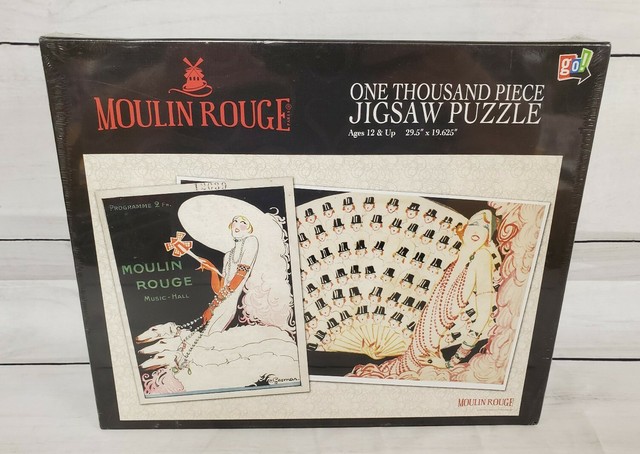 MOULIN ROUGE
PARIS
®
ONE THOUSAND PIECE
JIGSAW PUZZLE
Ages 12 & Up 29.5" x 19.625"
go!
PROGRAMME 2 FR.
MOULIN
ROUGE
MUSIC-HALL
MOULIN ROUGE